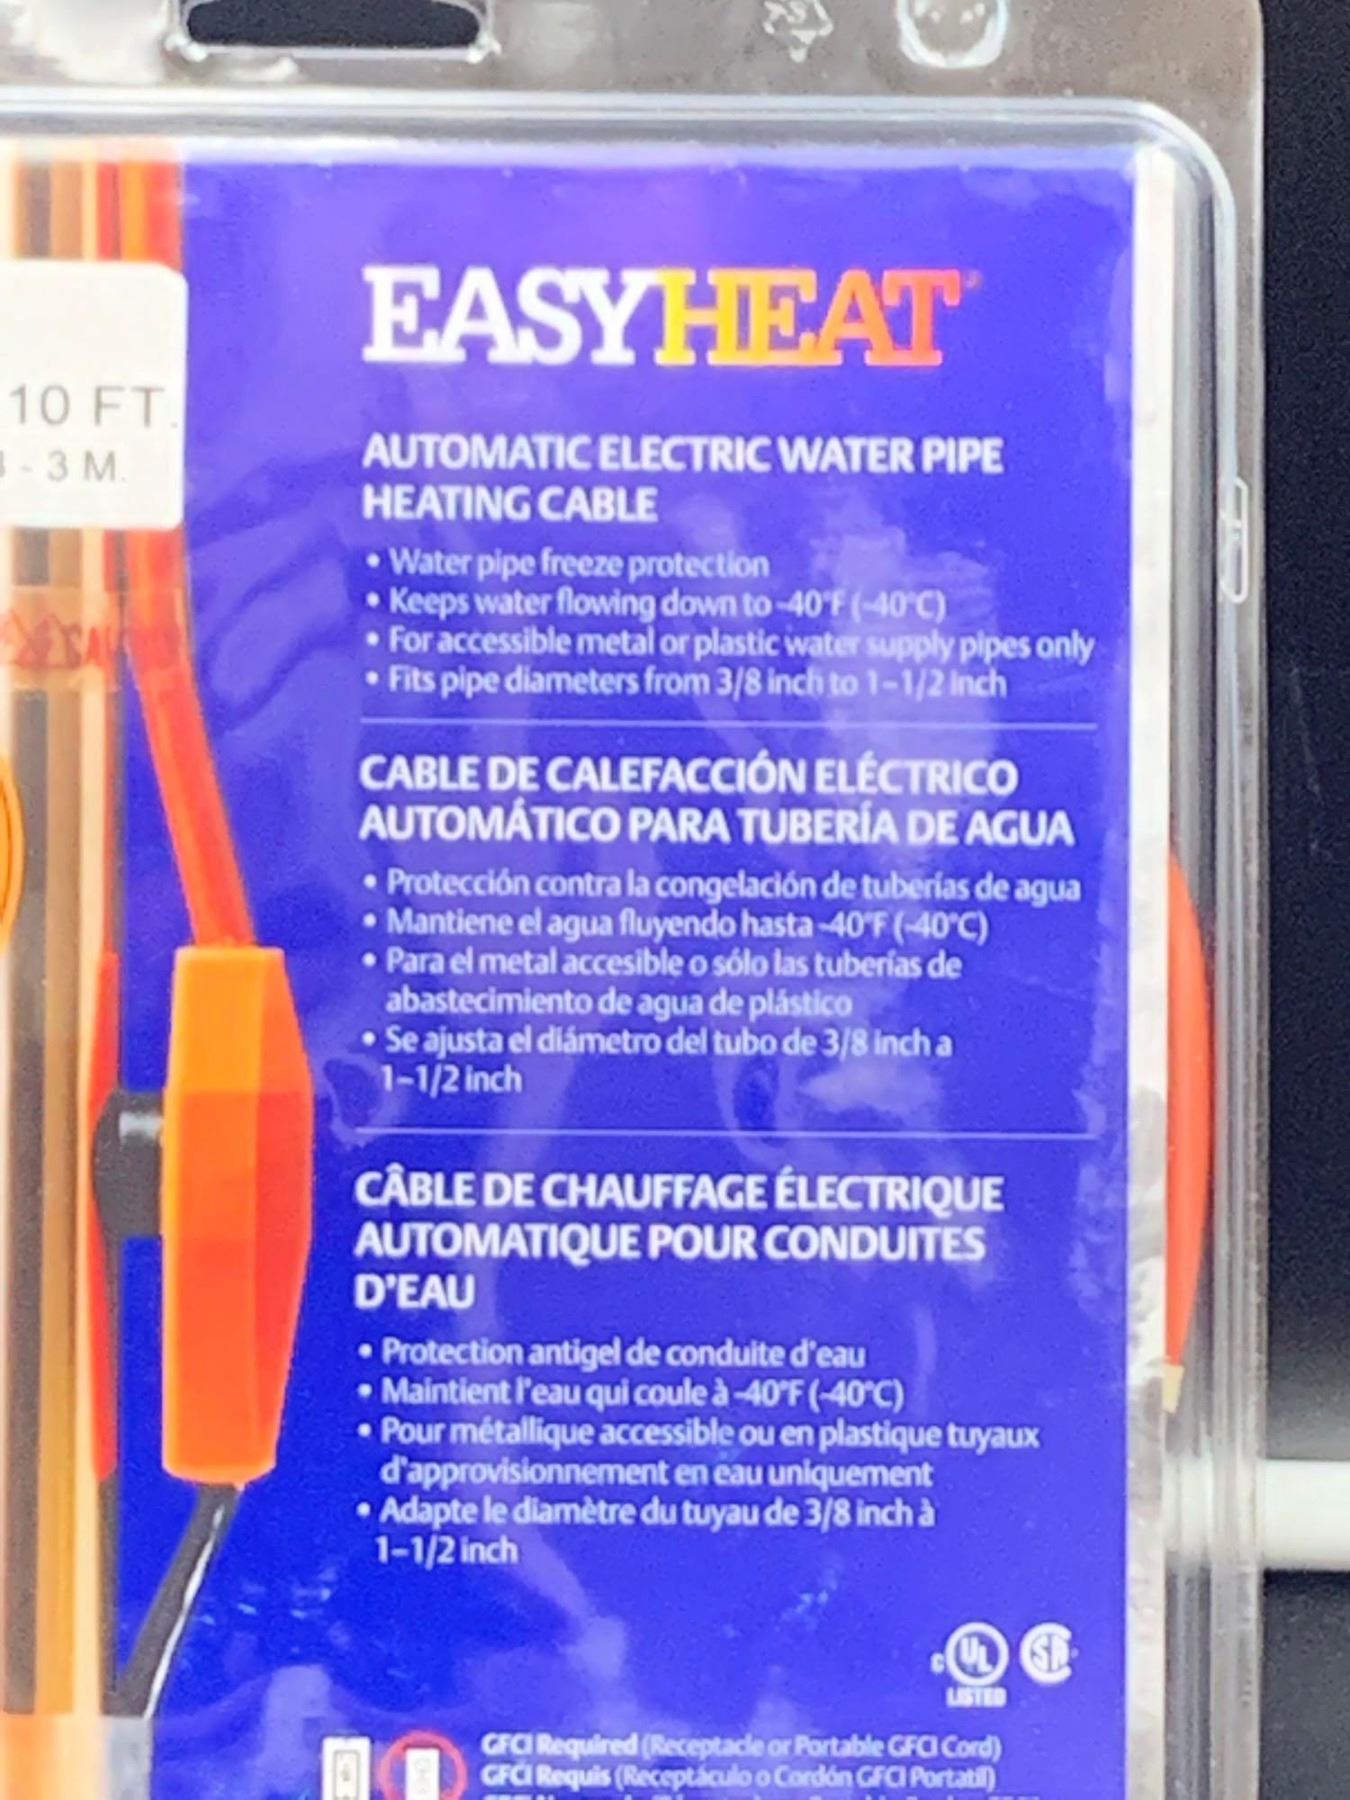 EASYHEAT
10 FT.
- 3 M.
AUTOMATIC ELECTRIC WATER PIPE
HEATING CABLE
• Water pipe freeze protection
• Keeps water flowing down to -40°F (-40°C)
• For accessible metal or plastic water supply pipes only
• Fits pipe diameters from 3/8 inch to 1-1/2 inch
CABLE DE CALEFACCIÓN ELÉCTRICO
AUTOMÁTICO PARA TUBERÍA DE AGUA
• Protección contra la congelación de tuberías de agua
• Mantiene el agua fluyendo hasta -40°F (-40°C)
• Para el metal accesible o sólo las tuberías de
abastecimiento de agua de plástico
• Se ajusta el diámetro del tubo de 3/8 inch a
1-1/2 inch
CÂBLE DE CHAUFFAGE ÉLECTRIQUE
AUTOMATIQUE POUR CONDUITES
D'EAU
• Protection antigel de conduite d'eau
• Maintient l'eau qui coule à -40°F (-40°C)
• Pour métallique accessible ou en plastique tuyaux
d'approvisionnement en eau uniquement
• Adapte le diamètre du tuyau de 3/8 inch à
1-1/2 inch
C UL SA
LISTED
GFCI Required (Receptacle or Portable GFCI Cord)
GFCI Requis (Receptáculo o Cordón GFCI Portatil)